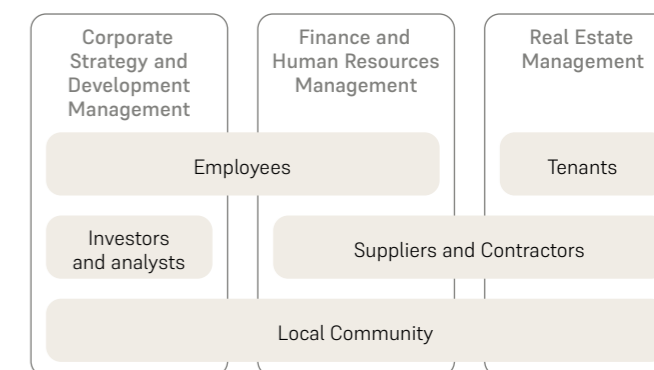 Corporate
Strategy and
Development
Management
Finance and
Human Resources
Management
Real Estate
Management
Employees
Tenants
Investors
and analysts
Suppliers and Contractors
Local Community